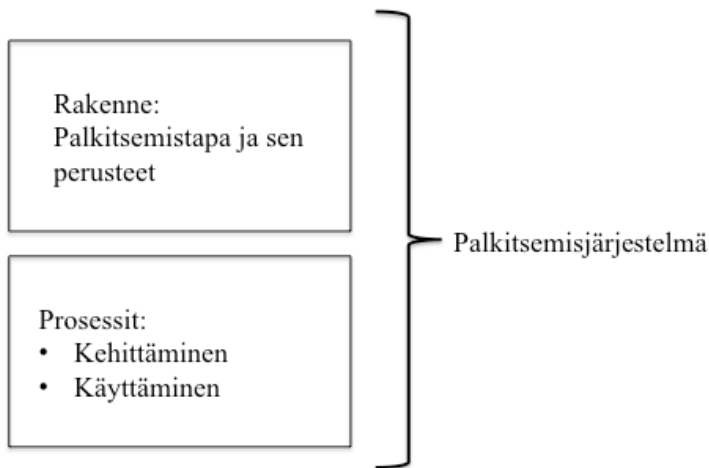 Rakenne:
Palkitsemistapa ja sen
perusteet
Palkitsemisjärjestelmä
Prosessit:
• Kehittäminen
• Käyttäminen